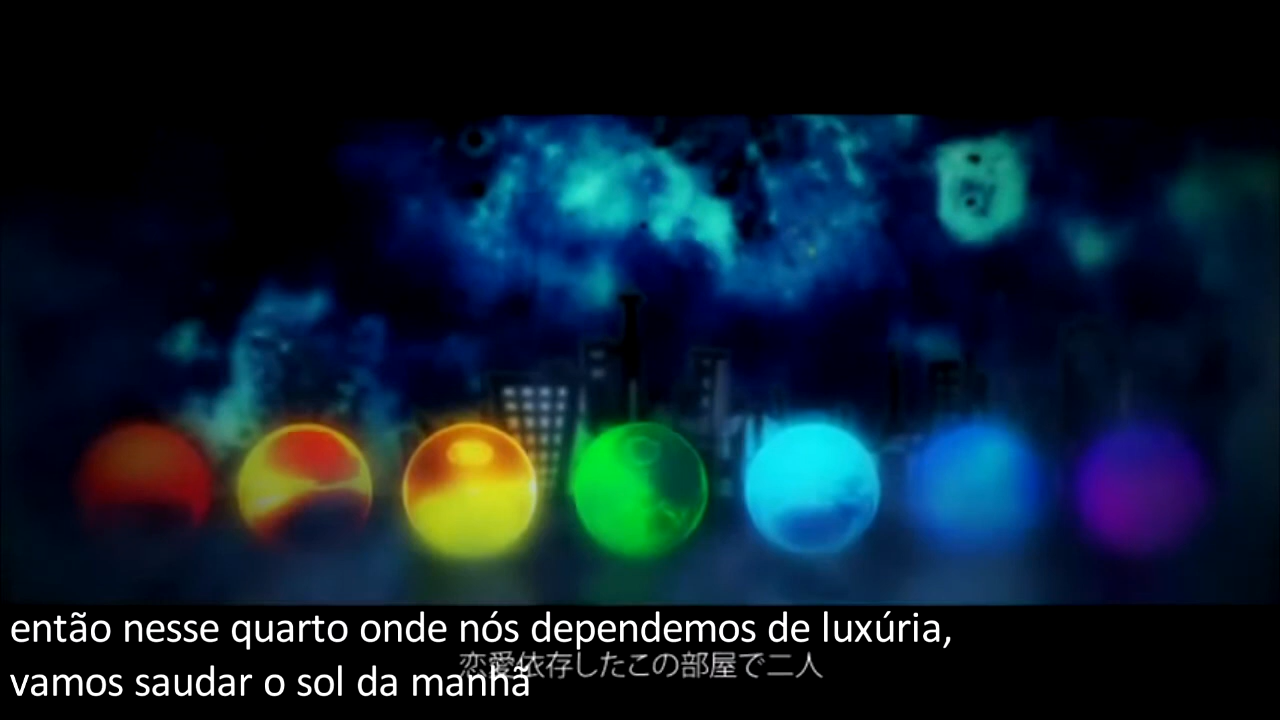 então nesse quarto onde nós dependemos de luxúria,
恋愛依存したこの部屋で二人
vamos saudar o sol da manhã